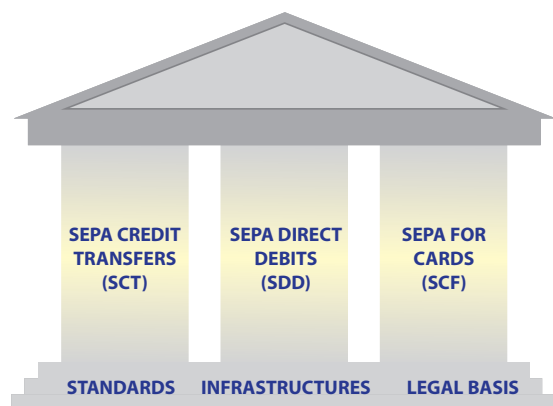 SEPA CREDIT
TRANSFERS
(SCT)
SEPA DIRECT
DEBITS
(SDD)
SEPA FOR
CARDS
(SCF)
STANDARDS
INFRASTRUCTURES
LEGAL BASIS